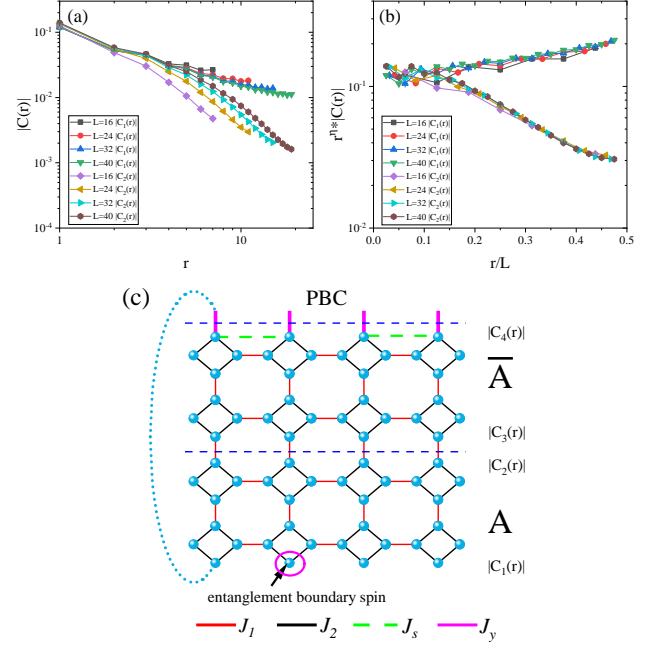 (a)
|C(r)|
10⁻¹
10⁻²
10⁻³
10⁻⁴
L=16 |C₁(r)|
L=24 |C₁(r)|
L=32 |C₁(r)|
L=40 |C₁(r)|
L=16 |C₂(r)|
L=24 |C₂(r)|
L=32 |C₂(r)|
L=40 |C₂(r)|
1
10
r
(b)
r^η*|C(r)|
10⁻¹
10⁻²
L=16 |C₁(r)|
L=24 |C₁(r)|
L=32 |C₁(r)|
L=40 |C₁(r)|
L=16 |C₂(r)|
L=24 |C₂(r)|
L=32 |C₂(r)|
L=40 |C₂(r)|
0.0 0.1 0.2 0.3 0.4 0.5
r/L
(c)
PBC
|C₄(r)|
A̅
|C₃(r)|
|C₂(r)|
A
|C₁(r)|
entanglement boundary spin
J₁ J₂ Jₛ J_y